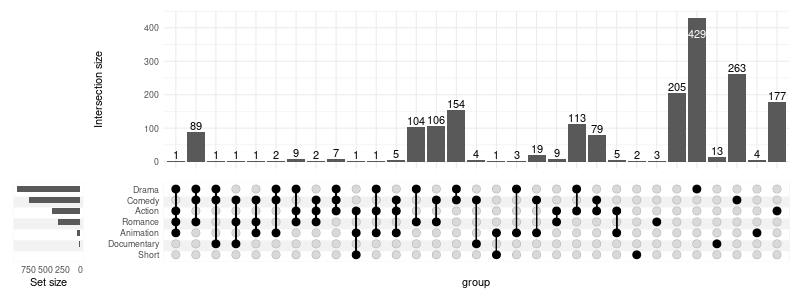 400
300
200
100
0
Intersection size
1 89 1 1 1 2 9 2 7 1 1 5 104 106 154 4 1 3 19 9 113 79 5 2 3 205 429 13 263 4 177
Drama
Comedy
Action
Romance
Animation
Documentary
Short
750 500 250 0
Set size
group